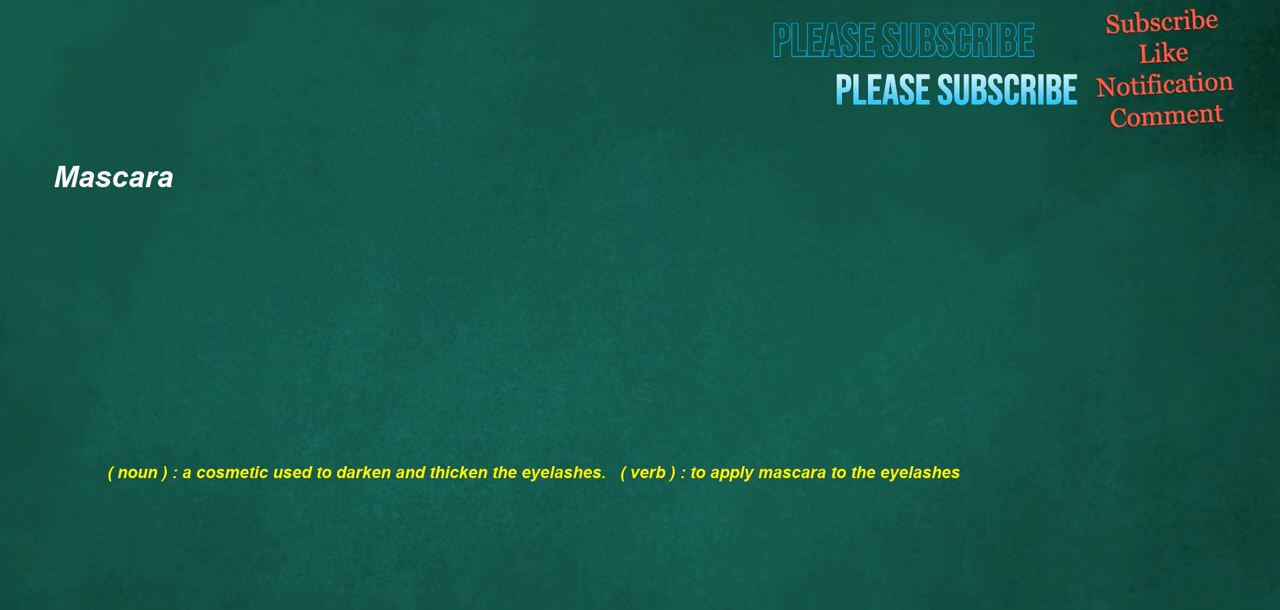 PLEASE SUBSCRIBE
PLEASE SUBSCRIBE
Subscribe
Like
Notification
Comment
Mascara
( noun ) : a cosmetic used to darken and thicken the eyelashes. ( verb ) : to apply mascara to the eyelashes